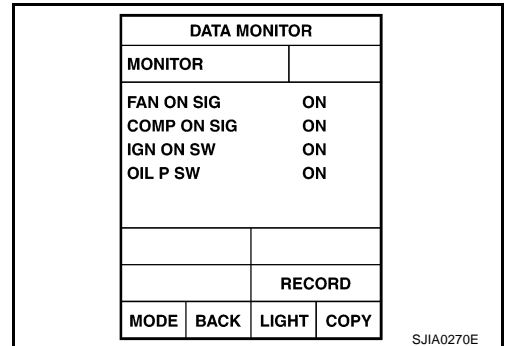 DATA MONITOR
MONITOR
FAN ON SIG ON
COMP ON SIG ON
IGN ON SW ON
OIL P SW ON
RECORD
MODE BACK LIGHT COPY
SJIA0270E